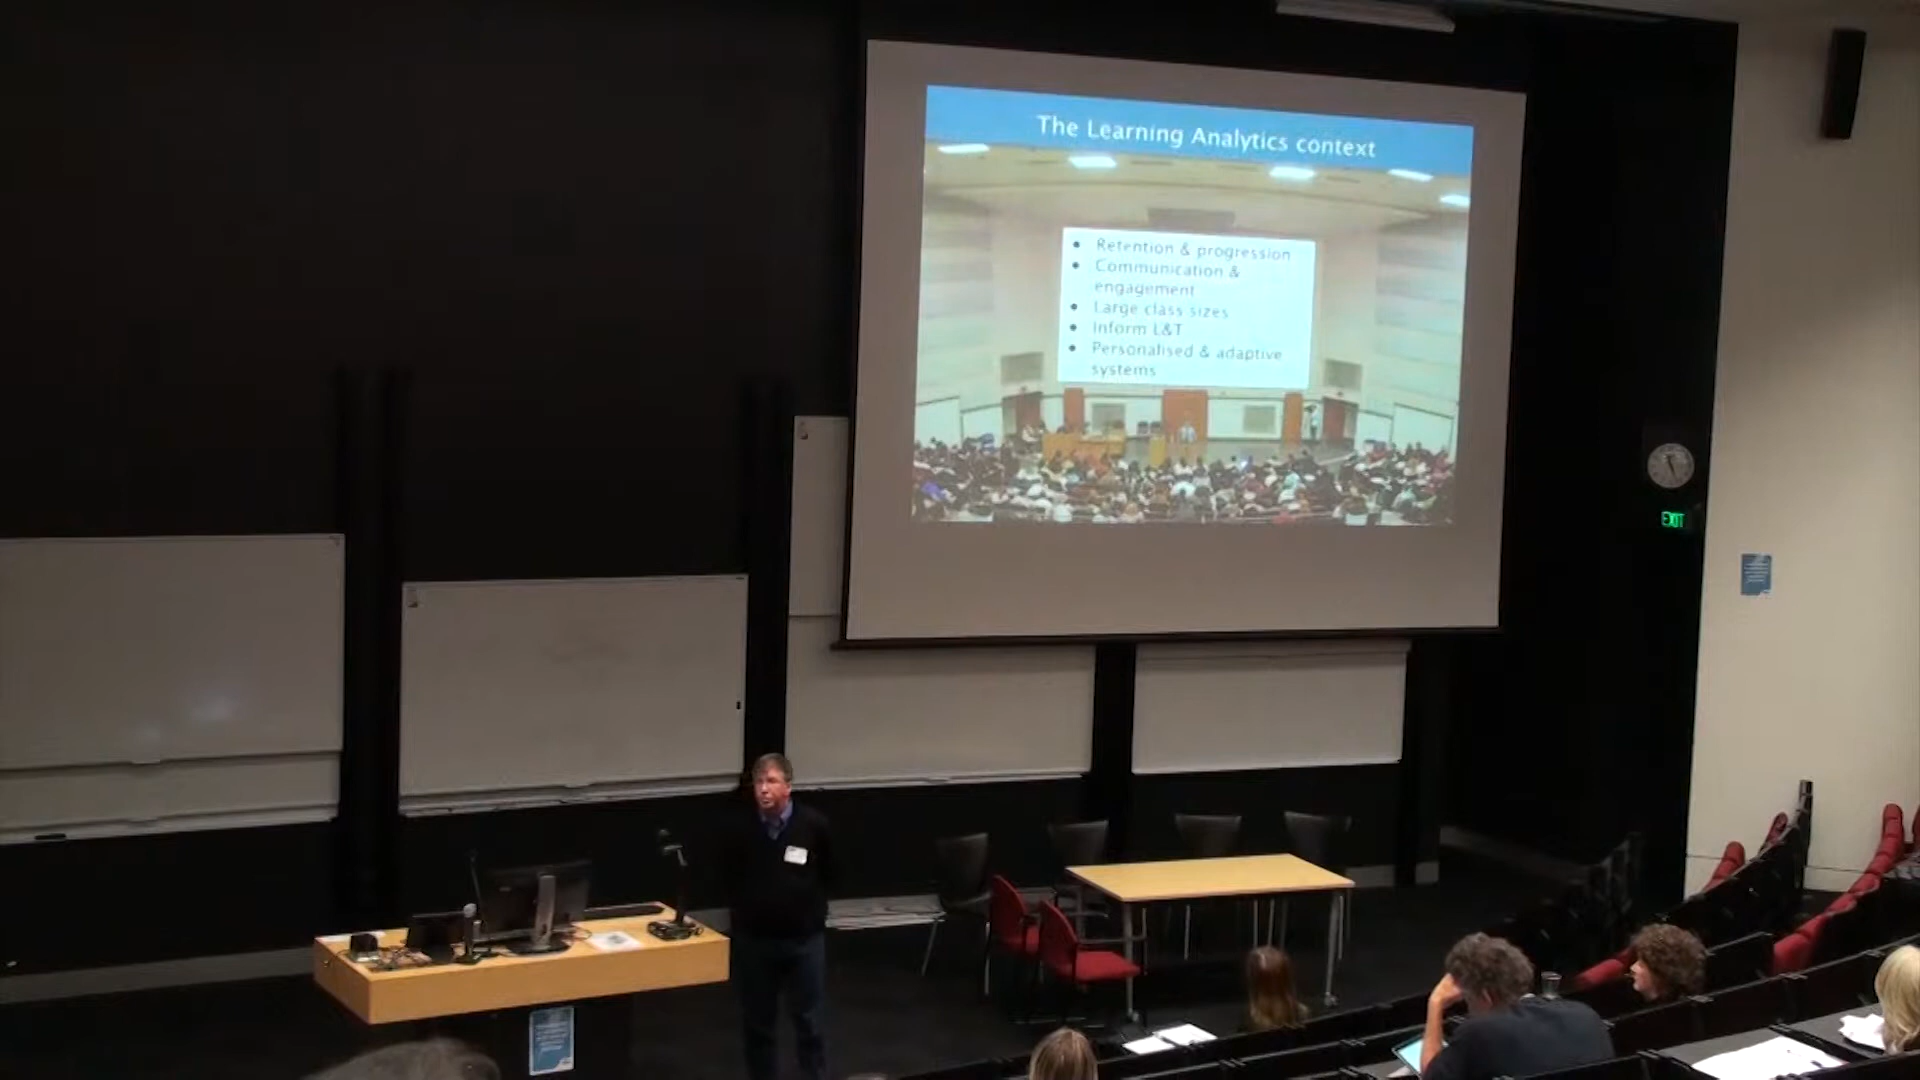 The Learning Analytics context
• Retention & progression
• Communication &
engagement
• Large class sizes
• Inform L&T
• Personalised & adaptive
systems
EXIT